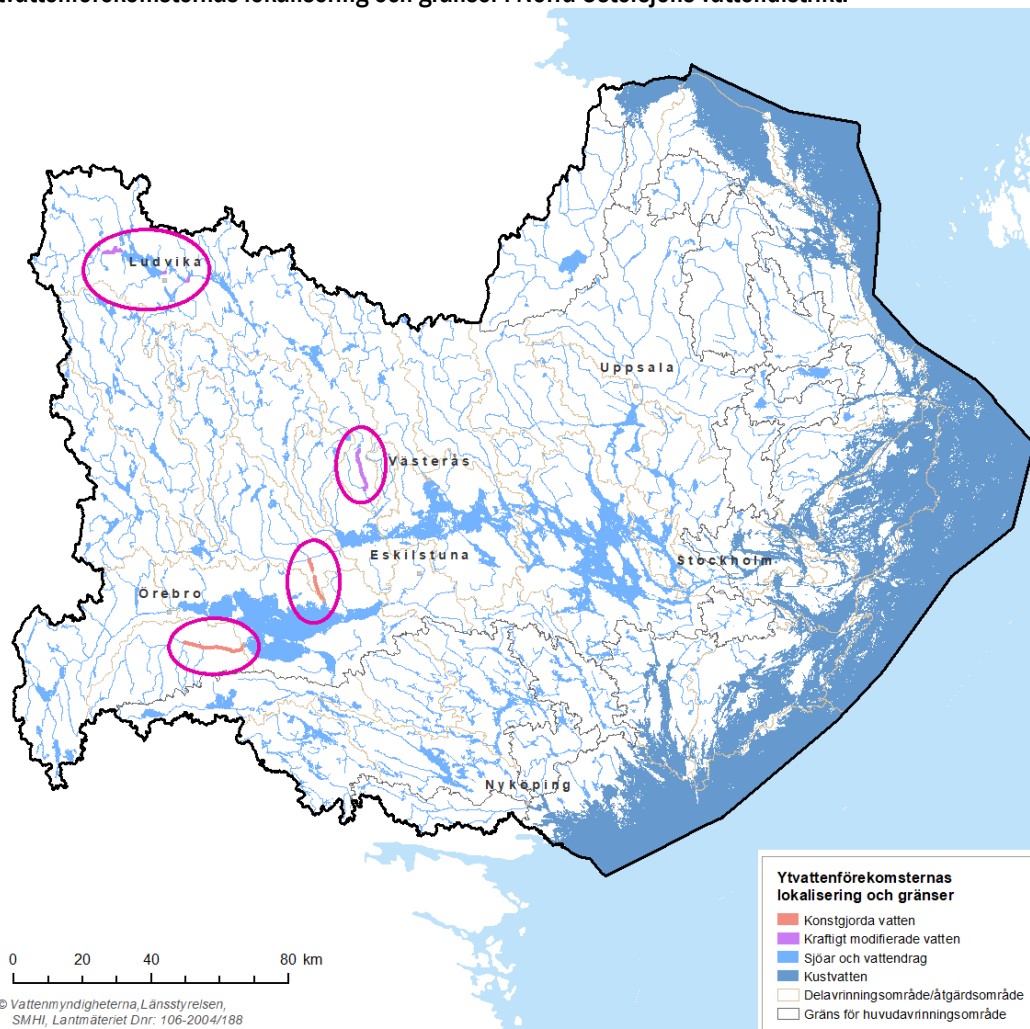 Ludvika
Uppsala
Västerås
Eskilstuna
Stockholm
Örebro
Nyköping
Ytvattenförekomsternas
lokalisering och gränser
Konstgjorda vatten
Kraftigt modifierade vatten
Sjöar och vattendrag
Kustvatten
Delavrinningsområde/åtgärdsområde
Gräns för huvudavrinningsområde
0 20 40 80 km
© Vattenmyndigheterna,Länsstyrelsen,
SMHI, Lantmäteriet Dnr: 106-2004/188